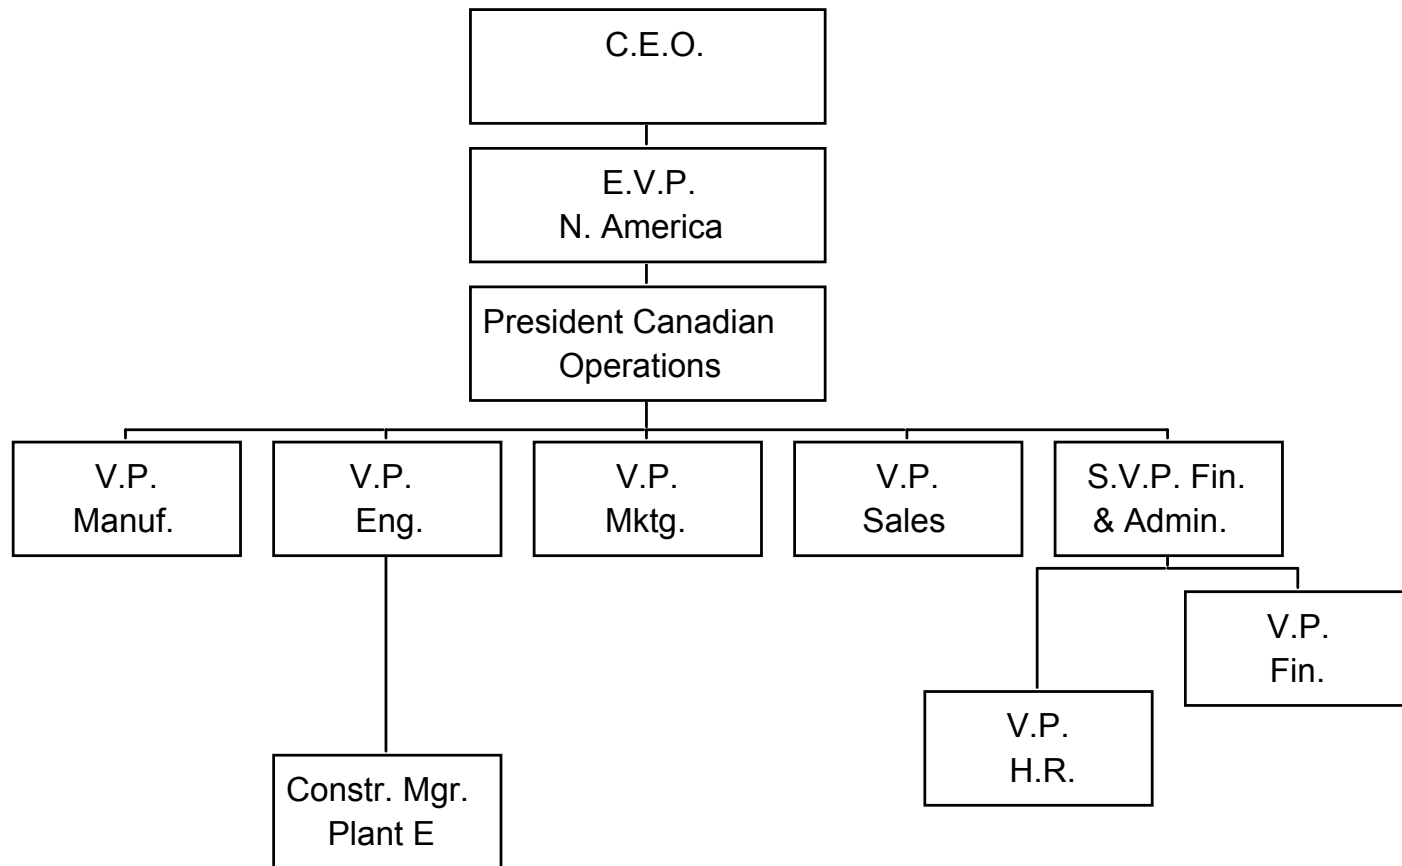 C.E.O.
E.V.P.
N. America
President Canadian
Operations
V.P.
Manuf.
V.P.
Eng.
V.P.
Mktg.
V.P.
Sales
S.V.P. Fin.
& Admin.
V.P.
Fin.
V.P.
H.R.
Constr. Mgr.
Plant E